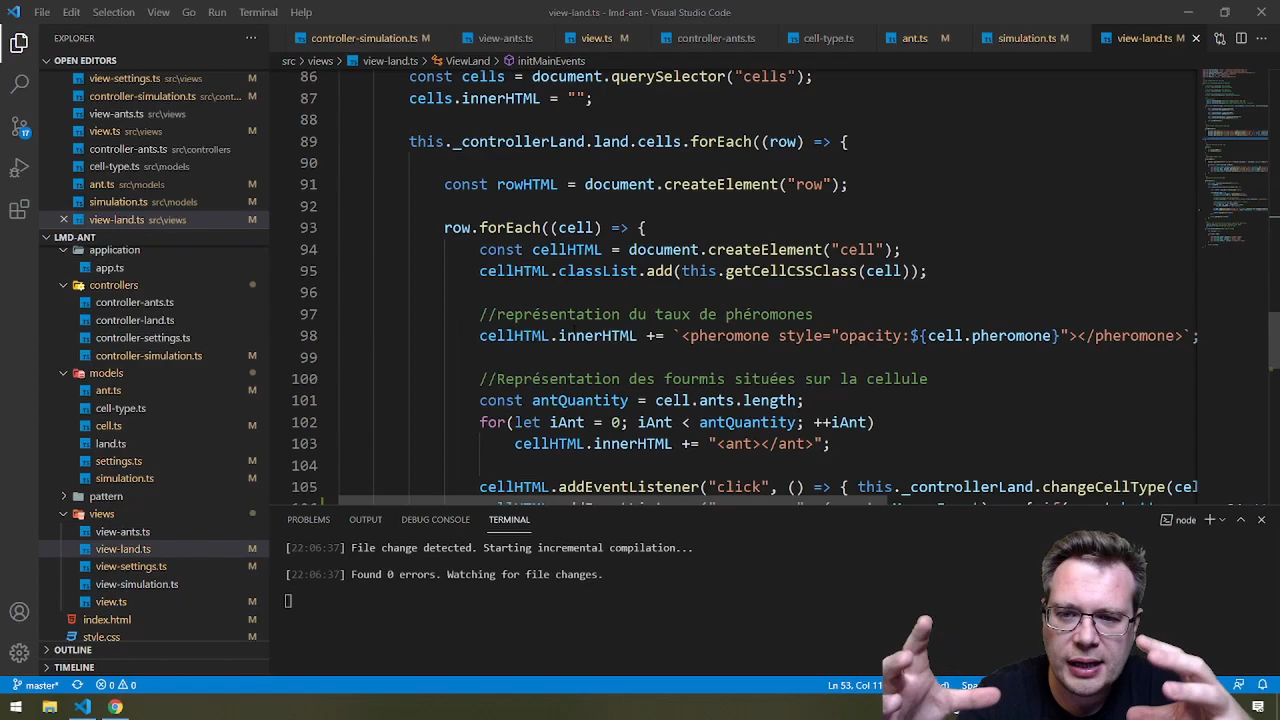 File Edit Selection View Go Run Terminal Help
view-land.ts - lmd-ant - Visual Studio Code
EXPLORER
controller-simulation.ts M
view-ants.ts
view.ts M
controller-ants.ts
cell-type.ts
ant.ts M
simulation.ts M
view-land.ts M
OPEN EDITORS
view-settings.ts src\views M
controller-simulation.ts src\cont... M
view-ants.ts src\views
view.ts src\views M
controller-ants.ts src\controllers
cell-type.ts src\models
ant.ts src\models M
simulation.ts src\models M
view-land.ts src\views M
LMD-ANT
application
app.ts
controllers
controller-ants.ts
controller-land.ts
controller-settings.ts
controller-simulation.ts M
models
ant.ts M
cell-type.ts
cell.ts M
land.ts
settings.ts M
simulation.ts M
pattern
views
view-ants.ts
view-land.ts M
view-settings.ts M
view-simulation.ts
view.ts M
index.html M
style.css M
OUTLINE
TIMELINE
17
src > views > view-land.ts > ViewLand > initMainEvents
86 const cells = document.querySelector("cells");
87 cells.innerHTML = "";
88
89 this._controllerLand.land.cells.forEach((row) => {
90
91 const rowHTML = document.createElement("row");
92
93 row.forEach((cell) => {
94 const cellHTML = document.createElement("cell");
95 cellHTML.classList.add(this.getCellCSSClass(cell));
96
97 //représentation du taux de phéromones
98 cellHTML.innerHTML += `<pheromone style="opacity:${cell.pheromone}"></pheromone>`;
99
100 //Représentation des fourmis situées sur la cellule
101 const antQuantity = cell.ants.length;
102 for(let iAnt = 0; iAnt < antQuantity; ++iAnt)
103 cellHTML.innerHTML += "<ant></ant>";
104
105 cellHTML.addEventListener("click", () => { this._controllerLand.changeCellType(cel
PROBLEMS OUTPUT DEBUG CONSOLE TERMINAL
node
[22:06:37] File change detected. Starting incremental compilation...
[22:06:37] Found 0 errors. Watching for file changes.
master* 0 0
Ln 53, Col 11
Spa